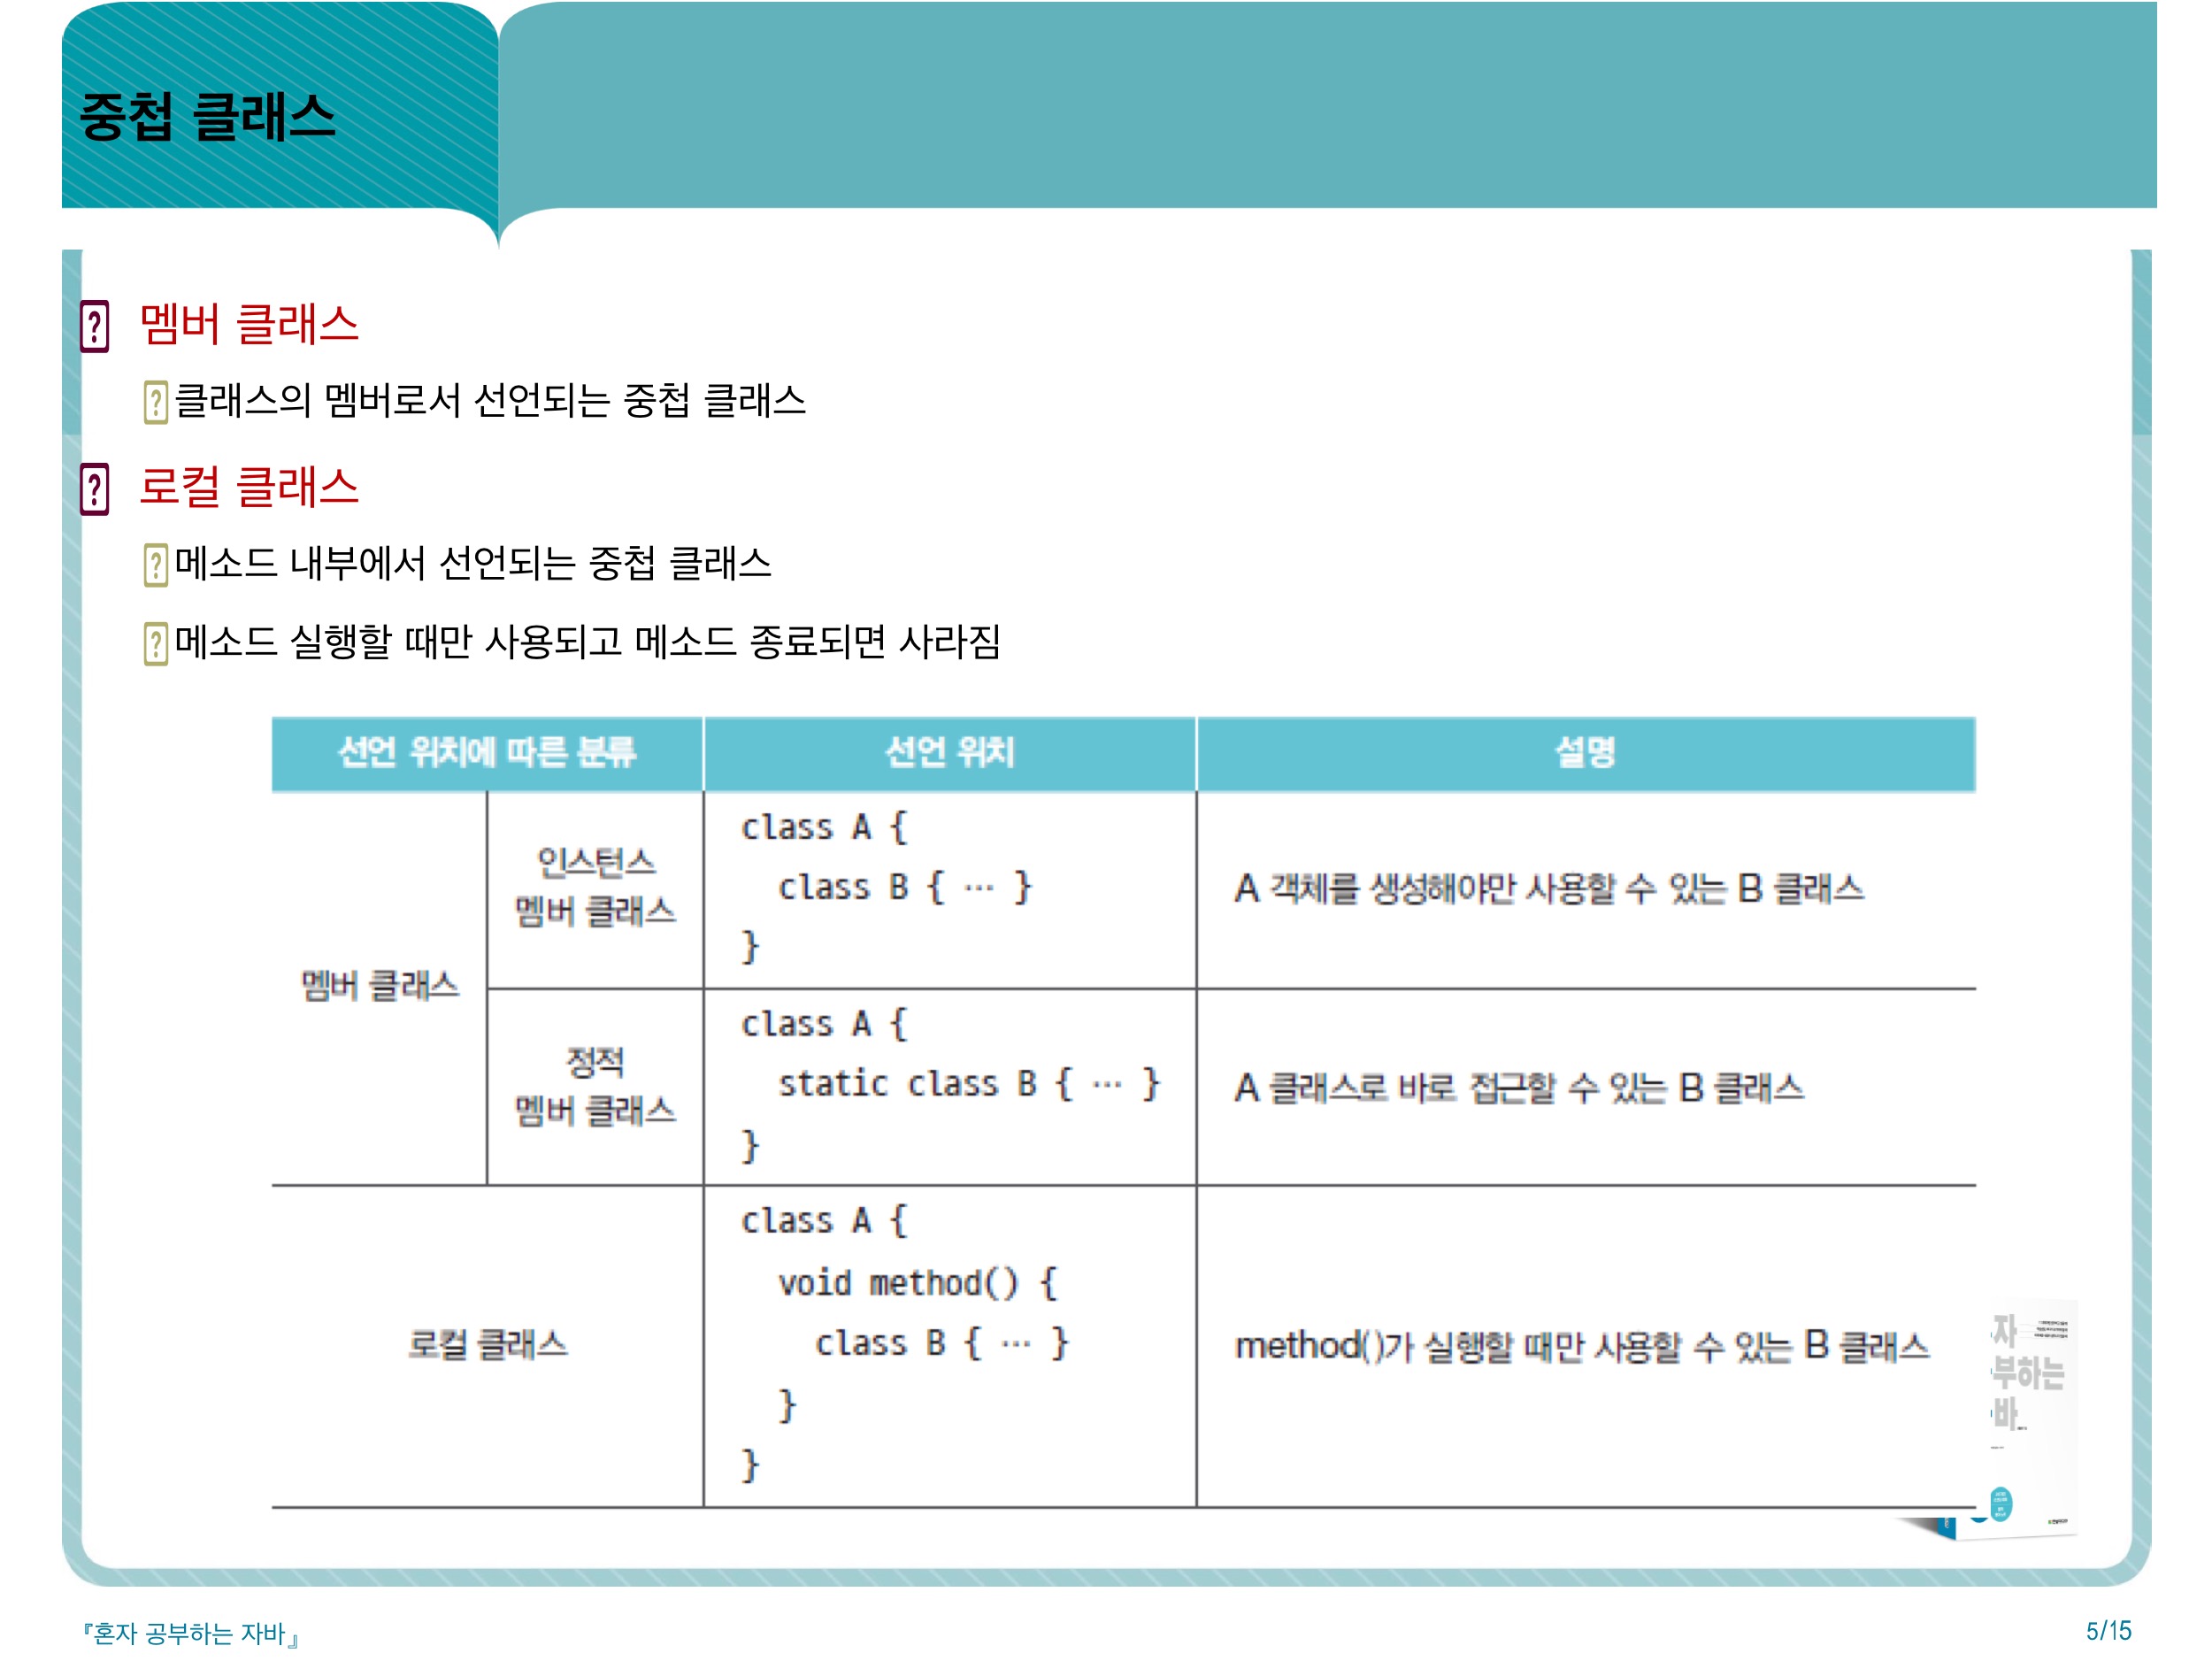 중첩 클래스
멤버 클래스
클래스의 멤버로서 선언되는 중첩 클래스
로컬 클래스
메소드 내부에서 선언되는 중첩 클래스
메소드 실행할 때만 사용되고 메소드 종료되면 사라짐
선언 위치에 따른 분류 선언 위치 설명
멤버 클래스
인스턴스
멤버 클래스
class A {
class B { ··· }
}
A 객체를 생성해야만 사용할 수 있는 B 클래스
정적
멤버 클래스
class A {
static class B { ··· }
}
A 클래스로 바로 접근할 수 있는 B 클래스
로컬 클래스
class A {
void method() {
class B { ··· }
}
}
method()가 실행할 때만 사용할 수 있는 B 클래스
자
부하는
바
『혼자 공부하는 자바』
5/15